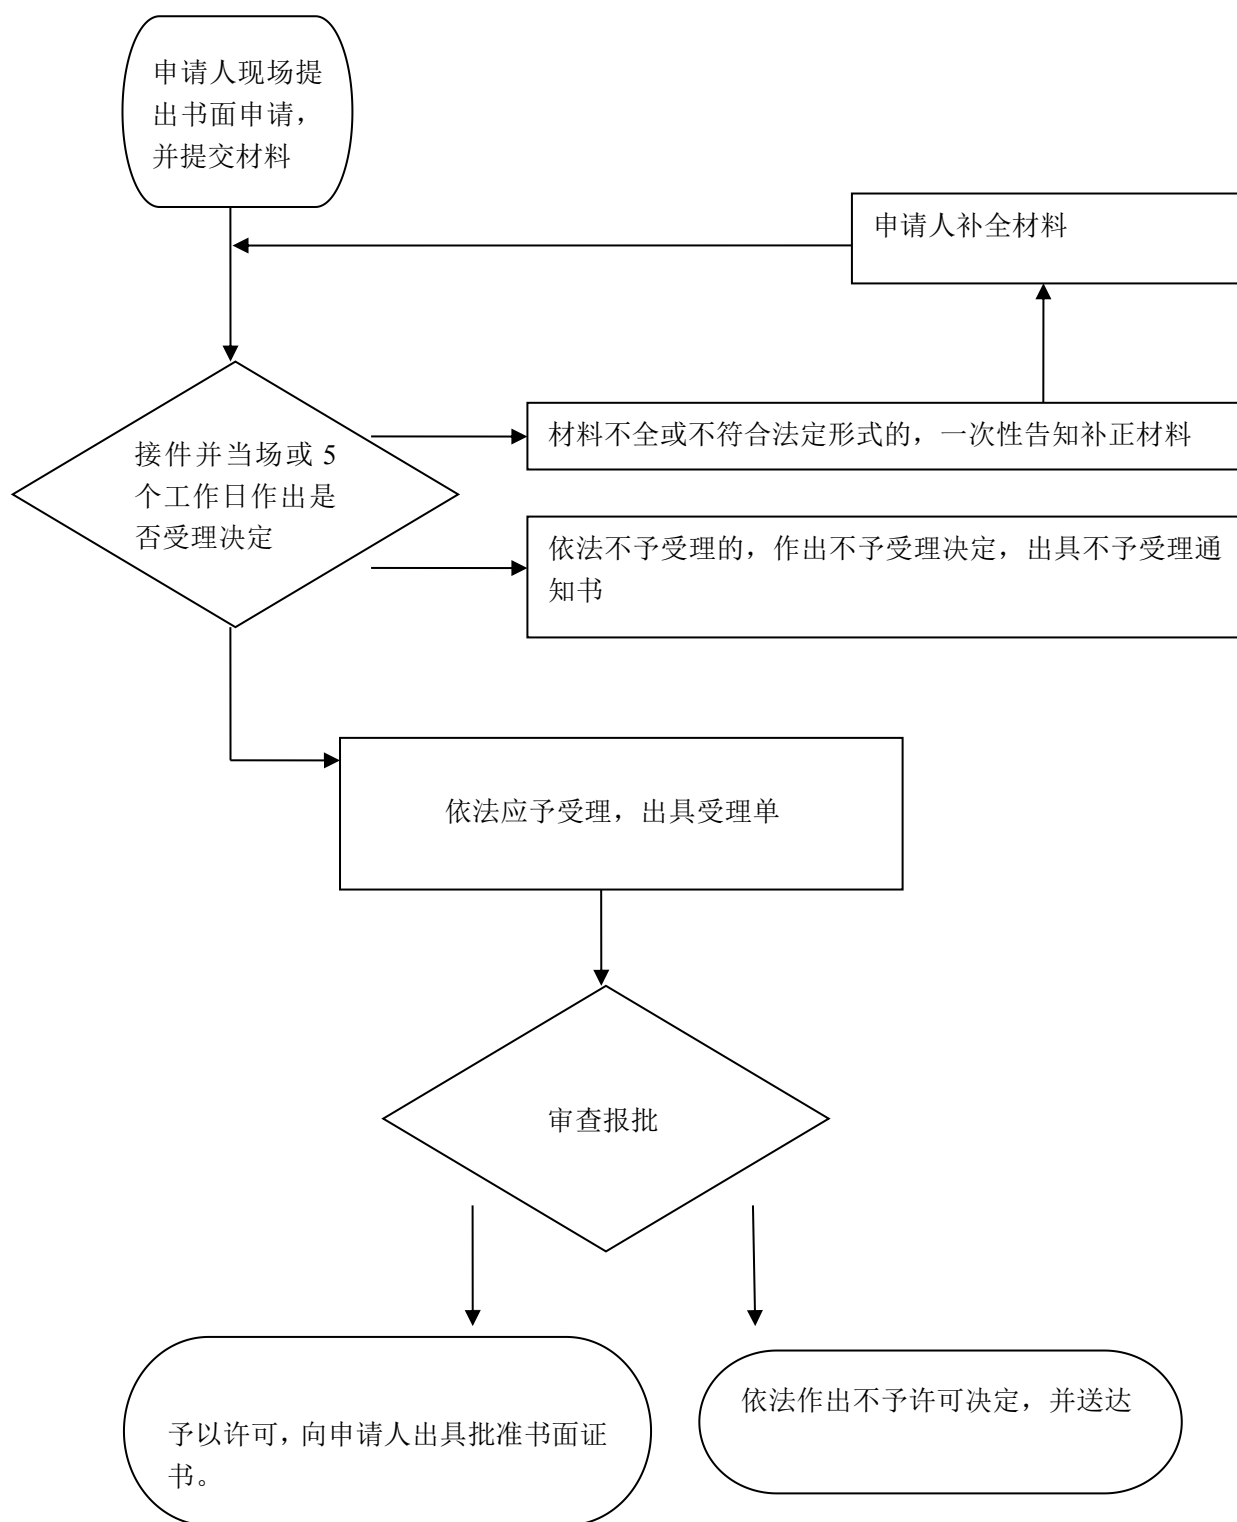 申请人现场提
出书面申请，
并提交材料
申请人补全材料
材料不全或不符合法定形式的，一次性告知补正材料
接件并当场或 5
个工作日作出是
否受理决定
依法不予受理的，作出不予受理决定，出具不予受理通
知书
依法应予受理，出具受理单
审查报批
予以许可，向申请人出具批准书面证
书。
依法作出不予许可决定，并送达